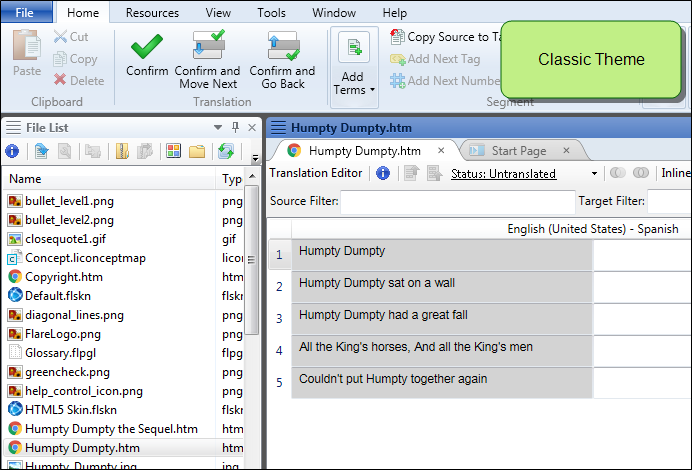 File Home Resources View Tools Window Help
Paste
Cut
Copy
Delete
Clipboard
Confirm
Confirm and
Move Next
Confirm and
Go Back
Translation
Add
Terms
Copy Source to
Add Next Tag
Add Next Number
Segment
Classic Theme
File List
Name Typ
bullet_level1.png png
bullet_level2.png png
closequote1.gif gif
Concept.liconceptmap licon
Copyright.htm htm
Default.flskn flskn
diagonal_lines.png png
FlareLogo.png png
Glossary.flpgl flpg
greencheck.png png
help_control_icon.png png
HTML5 Skin.flskn flskn
Humpty Dumpty the Sequel.htm htm
Humpty Dumpty.htm htm
Humpty_Dumpty.jpg jpg
Humpty Dumpty.htm
Humpty Dumpty.htm Start Page
Translation Editor Status: Untranslated Inline
Source Filter: Target Filter:
English (United States) - Spanish
1 Humpty Dumpty
2 Humpty Dumpty sat on a wall
3 Humpty Dumpty had a great fall
4 All the King's horses, And all the King's men
5 Couldn't put Humpty together again